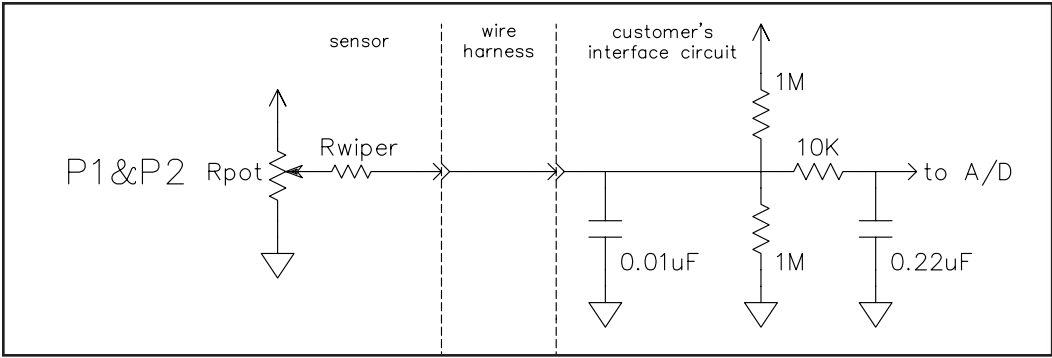 sensor
wire
harness
customer's
interface circuit
1M
P1&P2
Rpot
Rwiper
10K
to A/D
0.01uF
1M
0.22uF